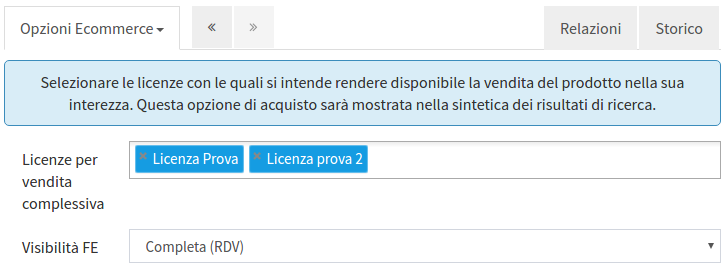 Opzioni Ecommerce « » Relazioni Storico
Selezionare le licenze con le quali si intende rendere disponibile la vendita del prodotto nella sua
interezza. Questa opzione di acquisto sarà mostrata nella sintetica dei risultati di ricerca.
Licenze per
vendita
complessiva
× Licenza Prova × Licenza prova 2
Visibilità FE Completa (RDV)